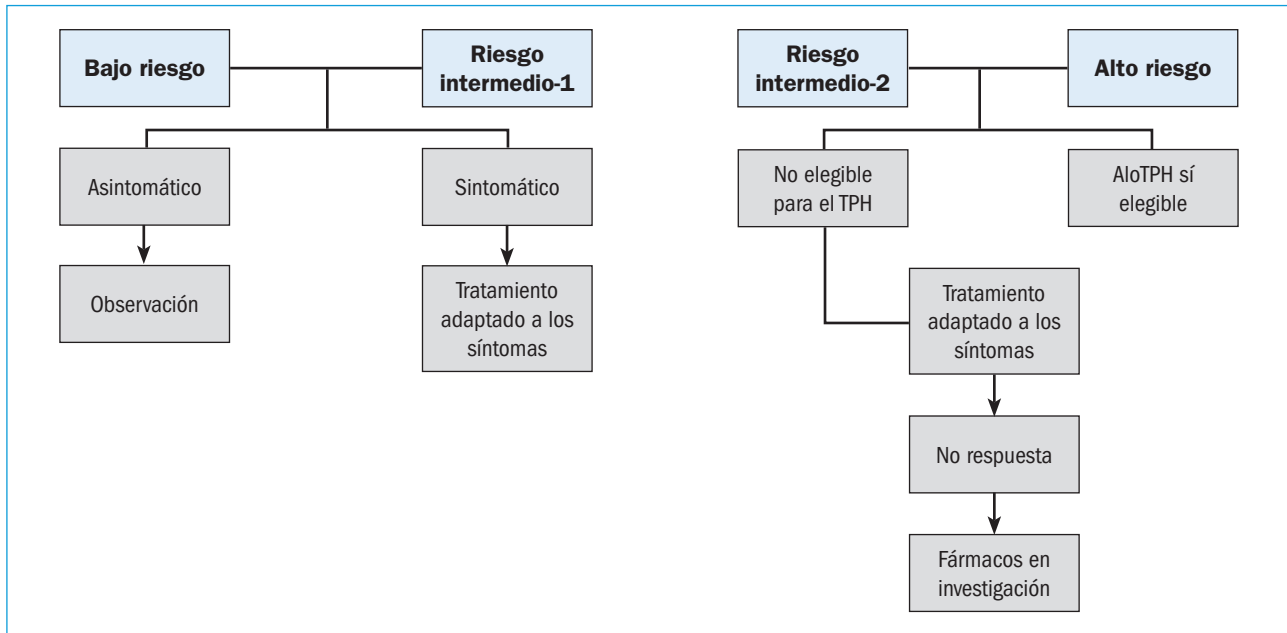 Bajo riesgo
Riesgo
intermedio-1
Riesgo
intermedio-2
Alto riesgo
Asintomático
Sintomático
No elegible
para el TPH
AloTPH sí
elegible
Observación
Tratamiento
adaptado a los
síntomas
Tratamiento
adaptado a los
síntomas
No respuesta
Fármacos en
investigación